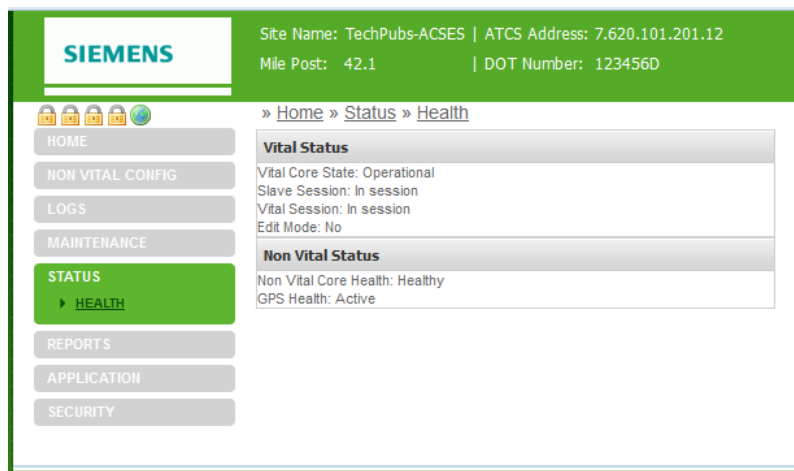 SIEMENS
Site Name: TechPubs-ACSES | ATCS Address: 7.620.101.201.12
Mile Post: 42.1 | DOT Number: 123456D
» Home » Status » Health
HOME
NON VITAL CONFIG
LOGS
MAINTENANCE
STATUS
HEALTH
REPORTS
APPLICATION
SECURITY
Vital Status
Vital Core State: Operational
Slave Session: In session
Vital Session: In session
Edit Mode: No
Non Vital Status
Non Vital Core Health: Healthy
GPS Health: Active